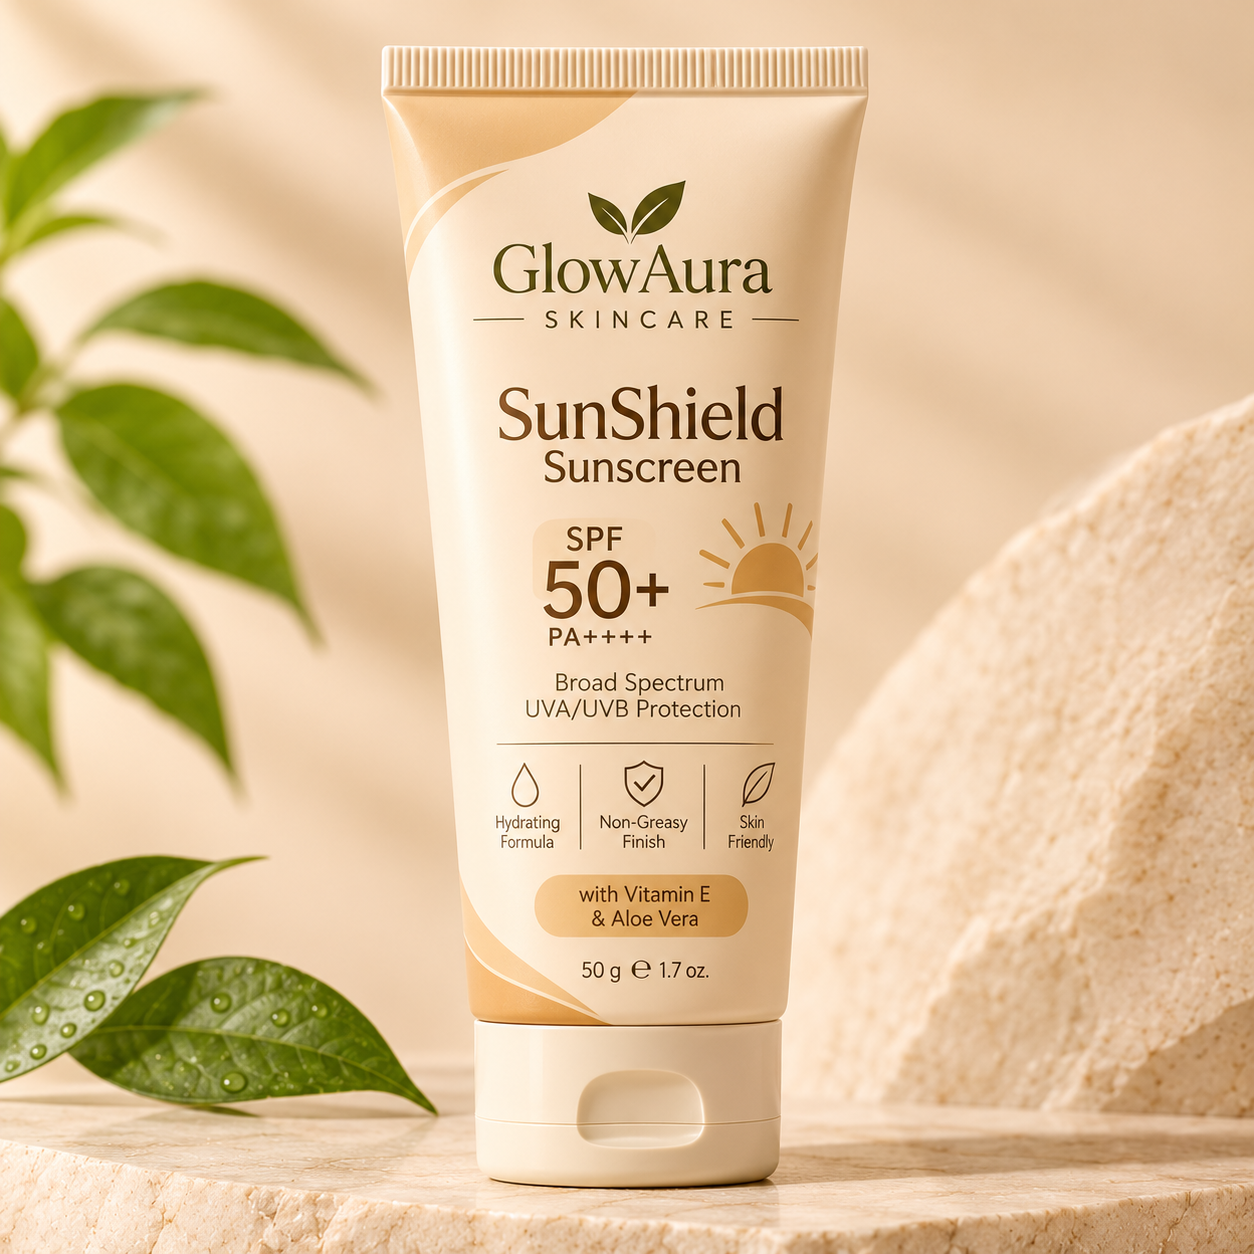 GlowAura
SKINCARE
SunShield
Sunscreen
SPF
50+
PA++++
Broad Spectrum
UVA/UVB Protection
Hydrating
Formula
Non-Greasy
Finish
Skin
Friendly
with Vitamin E
& Aloe Vera
50 g ℮ 1.7 oz.